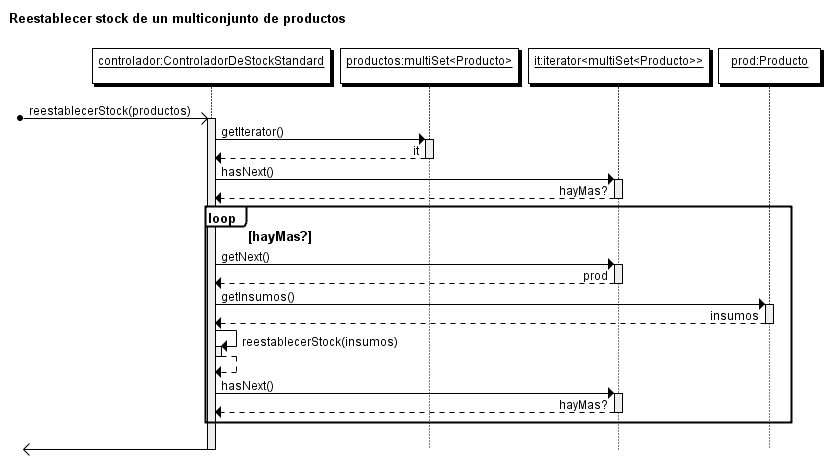 Reestablecer stock de un multiconjunto de productos
controlador:ControladorDeStockStandard
productos:multiSet<Producto>
it:iterator<multiSet<Producto>>
prod:Producto
reestablecerStock(productos)
getIterator()
it
hasNext()
hayMas?
loop
[hayMas?]
getNext()
prod
getInsumos()
insumos
reestablecerStock(insumos)
hasNext()
hayMas?